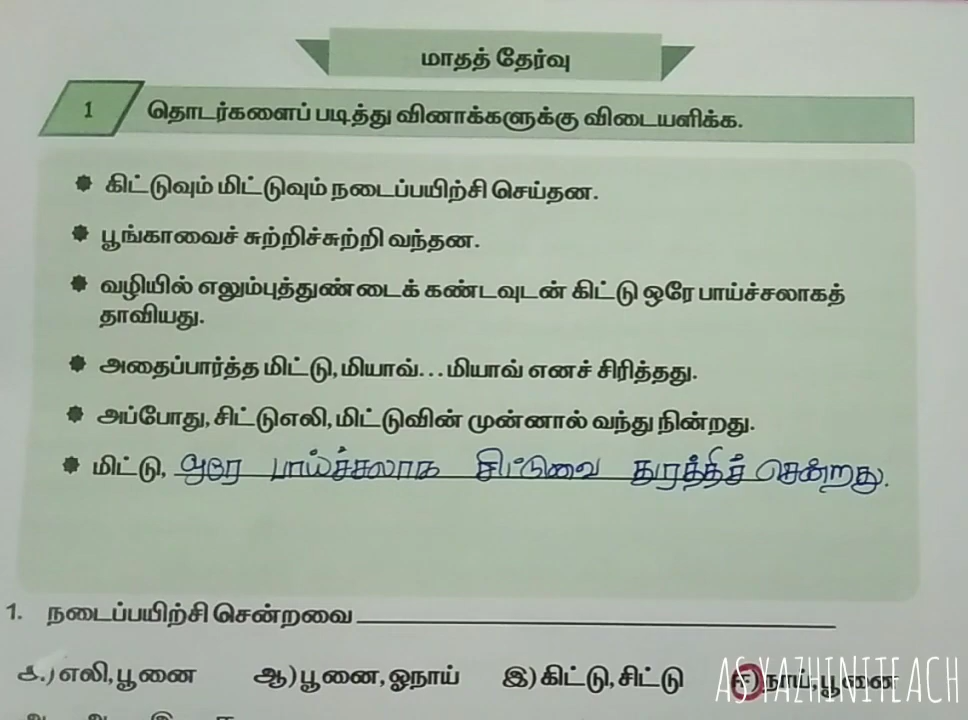 மாதத் தேர்வு
1 தொடர்களைப் படித்து வினாக்களுக்கு விடையளிக்க.
கிட்டுவும் மிட்டுவும் நடைப்பயிற்சி செய்தன.
பூங்காவைச் சுற்றிச்சுற்றி வந்தன.
வழியில் எலும்புத்துண்டைக் கண்டவுடன் கிட்டு ஒரே பாய்ச்சலாகத்
தாவியது.
அதைப்பார்த்த மிட்டு, மியாவ்... மியாவ் எனச் சிரித்தது.
அப்போது, சிட்டுஎலி, மிட்டுவின் முன்னால் வந்து நின்றது.
மிட்டு, ஒரே பாய்ச்சலாக சிட்டுவை துரத்திச் சென்றது.
1. நடைப்பயிற்சி சென்றவை
அ) எலி, பூனை ஆ) பூனை, ஓநாய் இ) கிட்டு, சிட்டு ஈ) நாய், பூனை
AS YAZHINITEACH